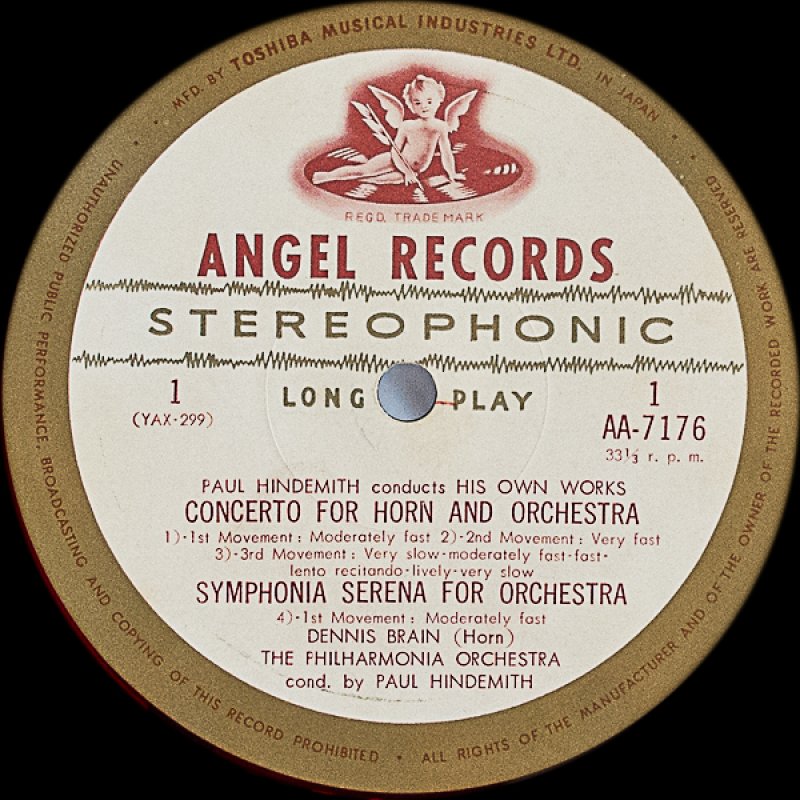 MFD. BY TOSHIBA MUSICAL INDUSTRIES LTD. IN JAPAN
REGD. TRADE MARK
ANGEL RECORDS
STEREOPHONIC
LONG PLAY
1
(YAX-299)
1
AA-7176
33⅓ r. p. m.
PAUL HINDEMITH conducts HIS OWN WORKS
CONCERTO FOR HORN AND ORCHESTRA
1)-1st Movement : Moderately fast 2)-2nd Movement : Very fast
3)-3rd Movement : Very slow-moderately fast-fast-
lento recitando-lively-very slow
SYMPHONIA SERENA FOR ORCHESTRA
4)-1st Movement : Moderately fast
DENNIS BRAIN (Horn)
THE PHILHARMONIA ORCHESTRA
cond. by PAUL HINDEMITH
UNAUTHORIZED PUBLIC PERFORMANCE, BROADCASTING AND COPYING OF THIS RECORD PROHIBITED • ALL RIGHTS OF THE MANUFACTURER AND OF THE OWNER OF THE RECORDED WORK ARE RESERVED